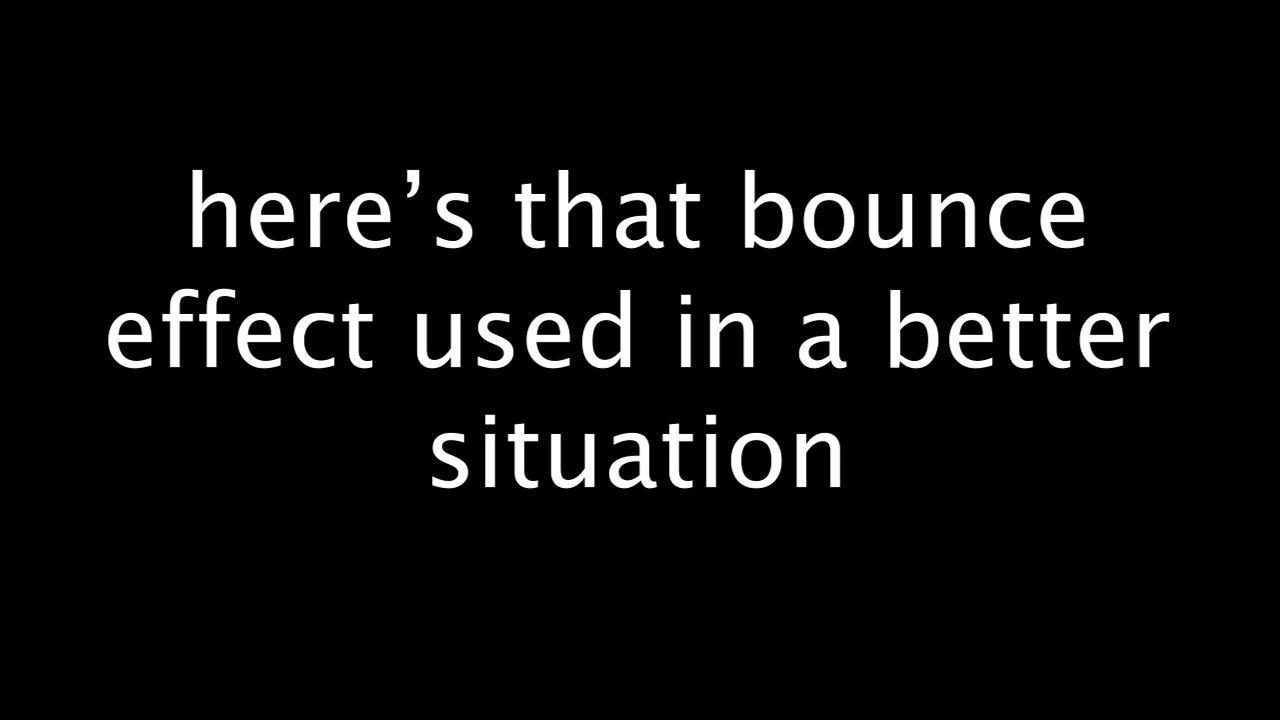 here’s that bounce
effect used in a better
situation